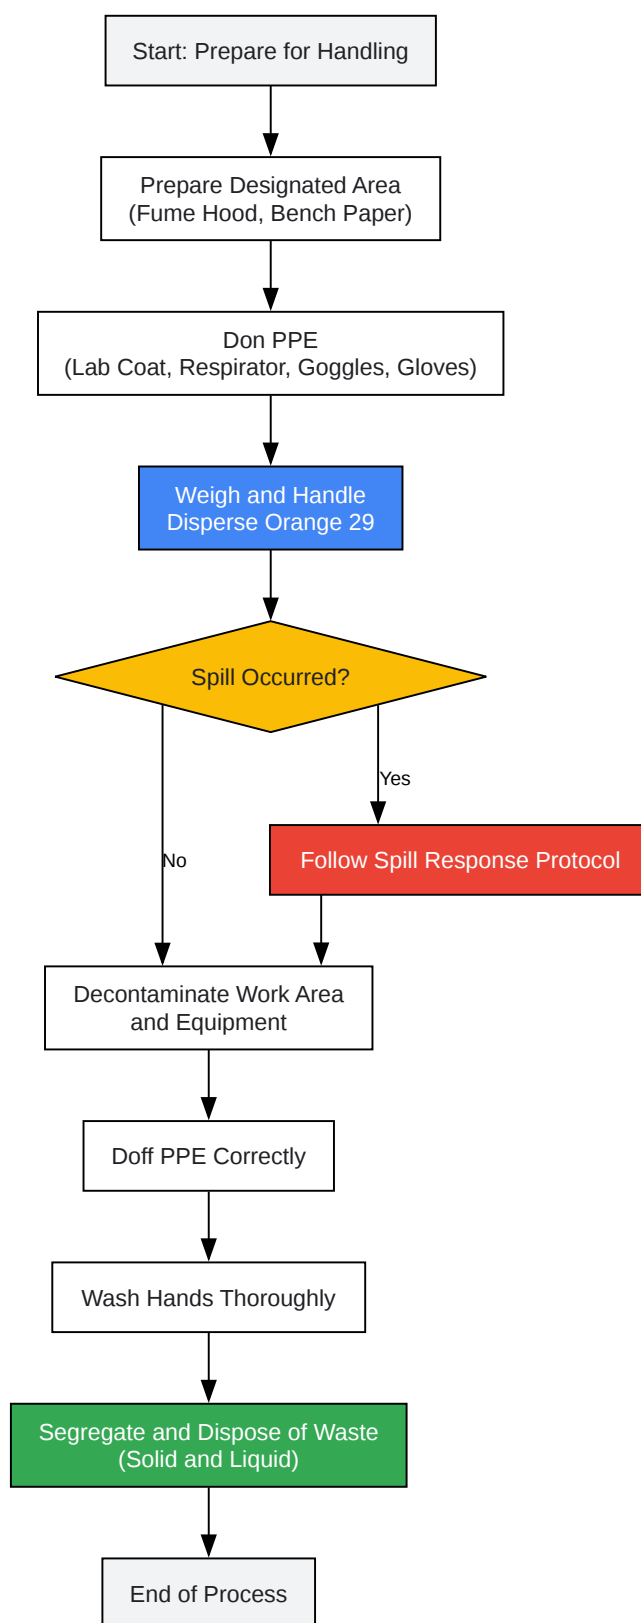 Start: Prepare for Handling
Prepare Designated Area
(Fume Hood, Bench Paper)
Don PPE
(Lab Coat, Respirator, Goggles, Gloves)
Weigh and Handle
Disperse Orange 29
Spill Occurred?
Yes
No
Follow Spill Response Protocol
Decontaminate Work Area
and Equipment
Doff PPE Correctly
Wash Hands Thoroughly
Segregate and Dispose of Waste
(Solid and Liquid)
End of Process